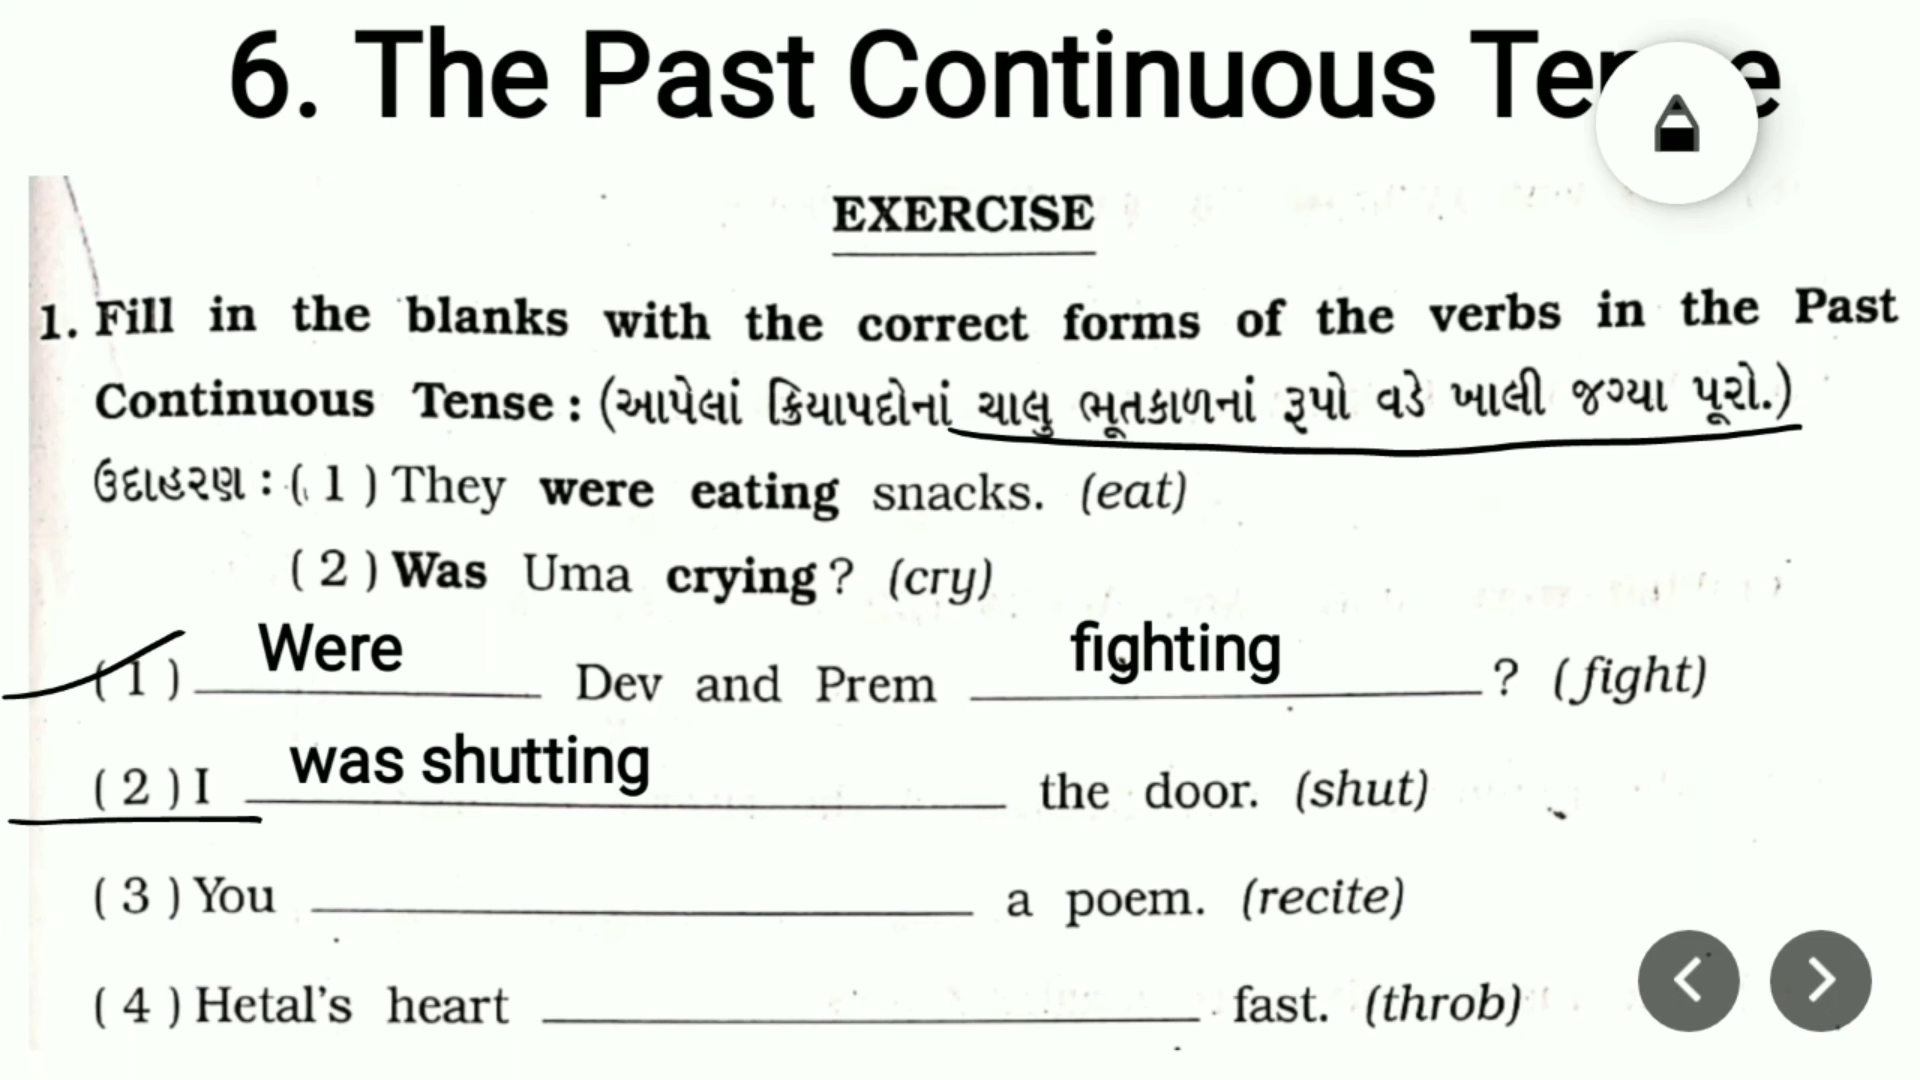 6. The Past Continuous Te e
EXERCISE
1. Fill in the blanks with the correct forms of the verbs in the Past
Continuous Tense : (આપેલાં ક્રિયાપદોનાં ચાલુ ભૂતકાળનાં રૂપો વડે ખાલી જગ્યા પૂરો.)
ઉદાહરણ : ( 1 ) They were eating snacks. (eat)
( 2 ) Was Uma crying ? (cry)
( 1 ) Were Dev and Prem fighting ? (fight)
( 2 ) I was shutting the door. (shut)
( 3 ) You ____________ a poem. (recite)
( 4 ) Hetal's heart ____________ fast. (throb)